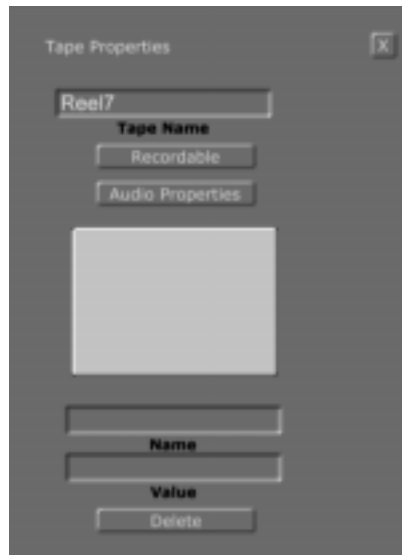 Tape Properties
X
Reel7
Tape Name
Recordable
Audio Properties
Name
Value
Delete